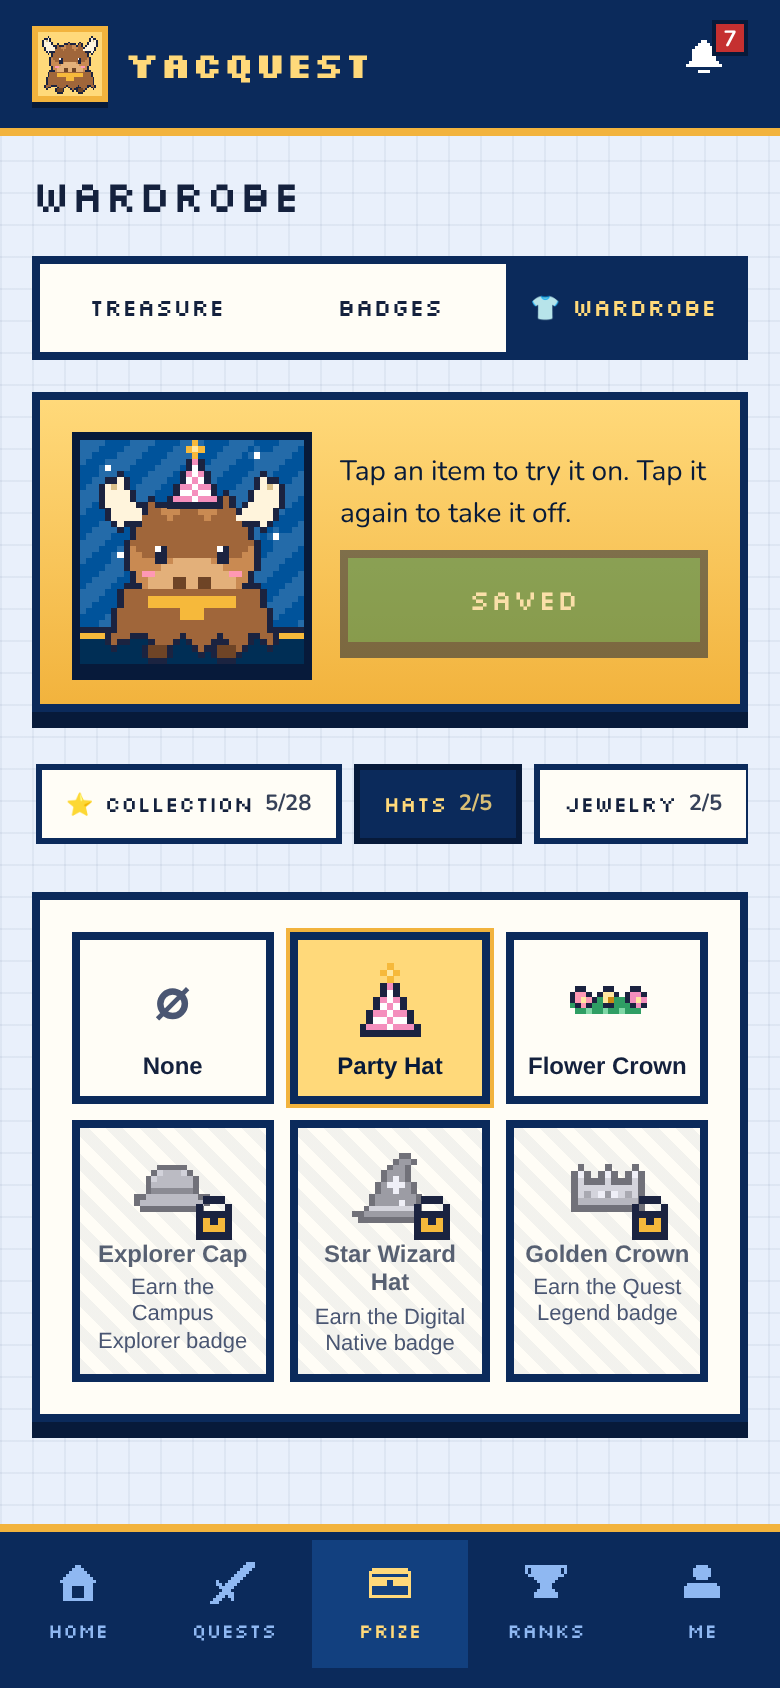 YACQUEST
7
WARDROBE
TREASURE
BADGES
WARDROBE
Tap an item to try it on. Tap it
again to take it off.
SAVED
COLLECTION 5/28
HATS 2/5
JEWELRY 2/5
None
Party Hat
Flower Crown
Explorer Cap
Earn the
Campus
Explorer badge
Star Wizard
Hat
Earn the Digital
Native badge
Golden Crown
Earn the Quest
Legend badge
HOME
QUESTS
PRIZE
RANKS
ME